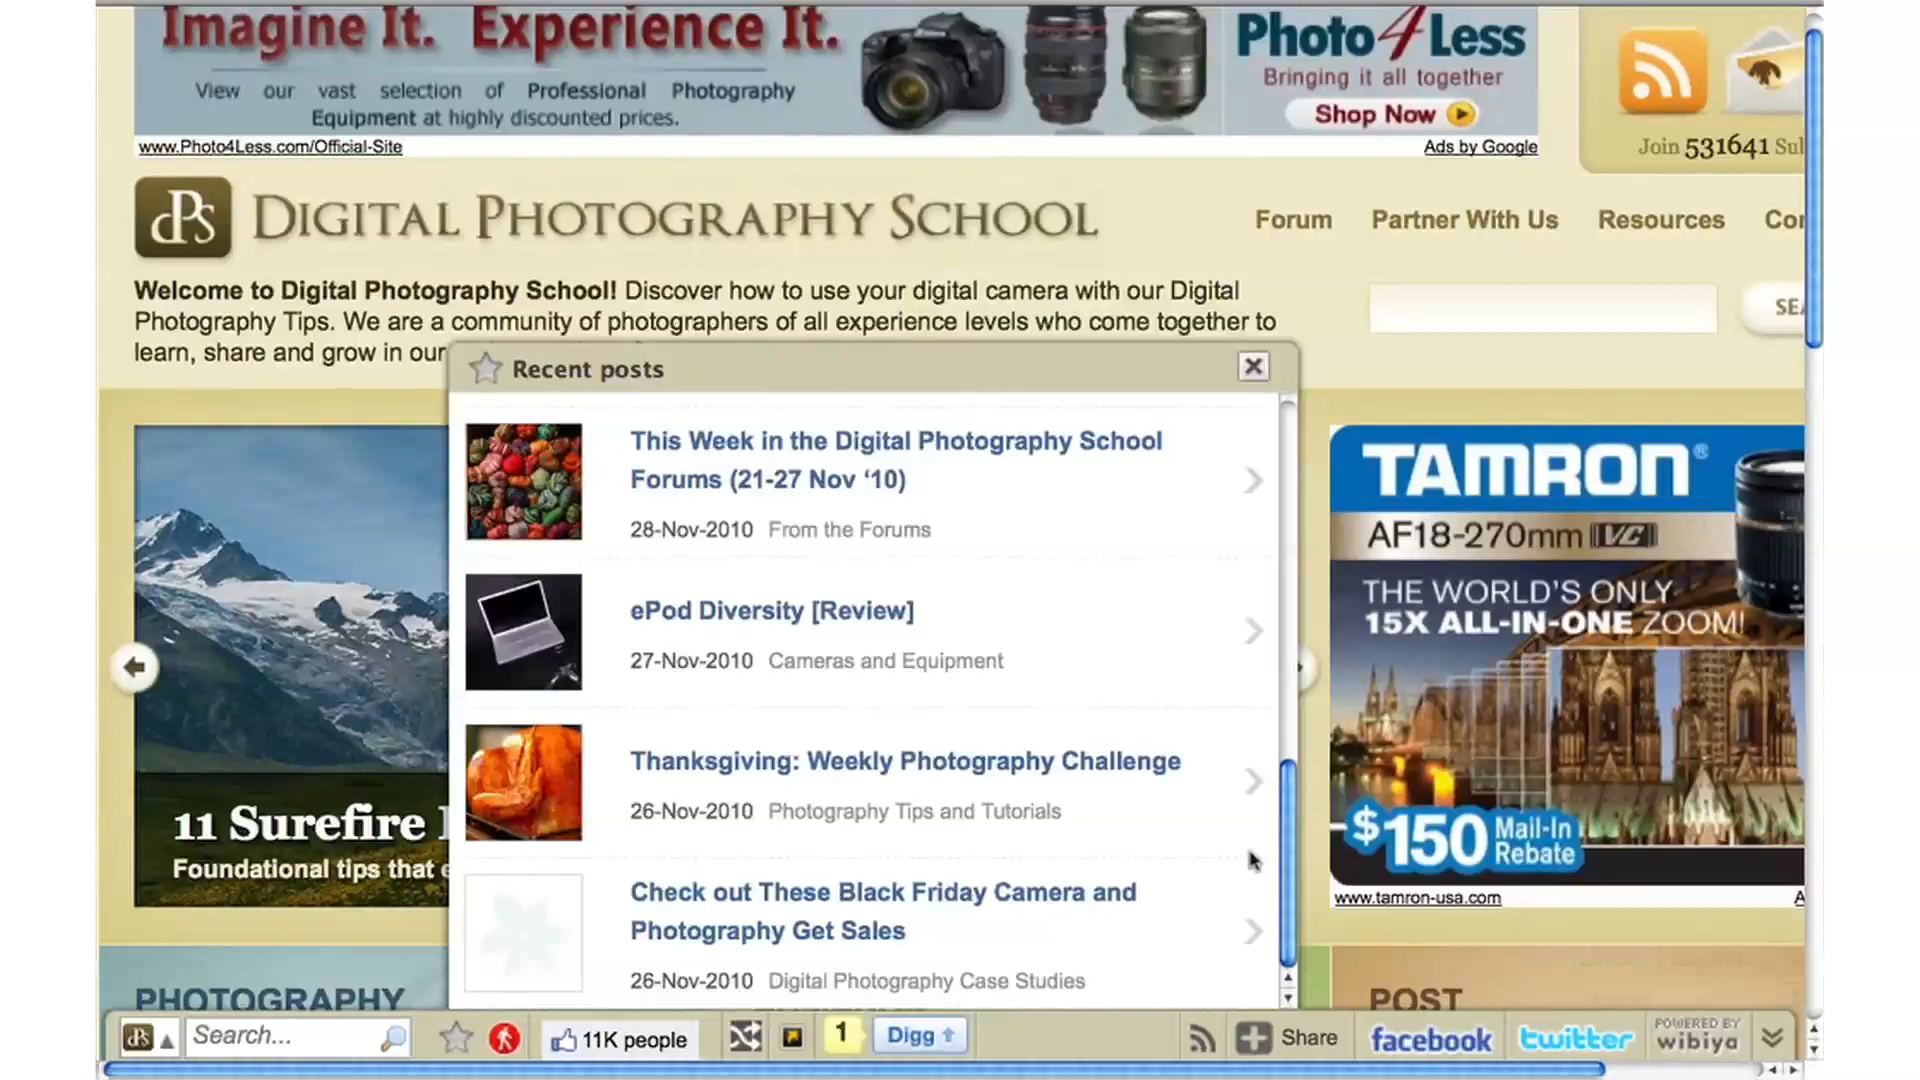 Imagine It. Experience It.
View our vast selection of Professional Photography
Equipment at highly discounted prices.
Photo4Less
Bringing it all together
Shop Now
www.Photo4Less.com/Official-Site
Ads by Google
Join 531641
dPs
DIGITAL PHOTOGRAPHY SCHOOL
Forum Partner With Us Resources
Welcome to Digital Photography School! Discover how to use your digital camera with our Digital
Photography Tips. We are a community of photographers of all experience levels who come together to
learn, share and grow in our
Recent posts
This Week in the Digital Photography School
Forums (21-27 Nov ‘10)
28-Nov-2010 From the Forums
ePod Diversity [Review]
27-Nov-2010 Cameras and Equipment
Thanksgiving: Weekly Photography Challenge
26-Nov-2010 Photography Tips and Tutorials
Check out These Black Friday Camera and
Photography Get Sales
26-Nov-2010 Digital Photography Case Studies
11 Surefire
Foundational tips that
TAMRON®
AF18-270mm VC
THE WORLD'S ONLY
15X ALL-IN-ONE ZOOM!
$150 Mail-In
Rebate
www.tamron-usa.com
PHOTOGRAPHY
POST
dPs
Search...
11K people
1
Digg
Share
facebook
twitter
POWERED BY
wibiya